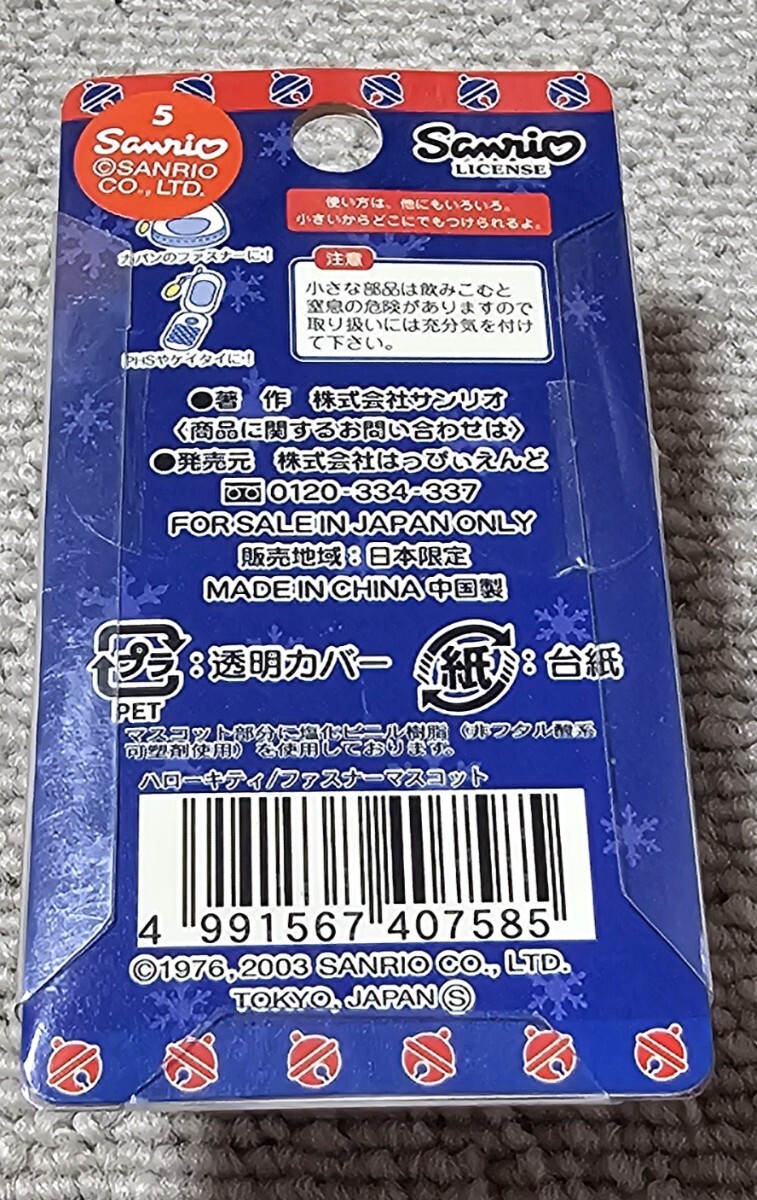 5
Sanrio
©SANRIO
CO., LTD.
Sanrio
LICENSE
使い方は、他にもいろいろ。
小さいからどこにでもつけられるよ。
カバンのファスナーに!
PHSやケイタイに!
注意
小さな部品は飲みこむと
窒息の危険がありますので
取り扱いには充分気を付け
て下さい。
●著 作 株式会社サンリオ
〈商品に関するお問い合わせは〉
●発売元 株式会社はっぴぃえんど
0120-334-337
FOR SALE IN JAPAN ONLY
販売地域:日本限定
MADE IN CHINA 中国製
プラ:透明カバー
PET
紙:台紙
マスコット部分に塩化ビニル樹脂(非フタル酸系
可塑剤使用)を使用しております。
ハローキティ/ファスナーマスコット
4 991567 407585
©1976, 2003 SANRIO CO., LTD.
TOKYO, JAPAN Ⓢ